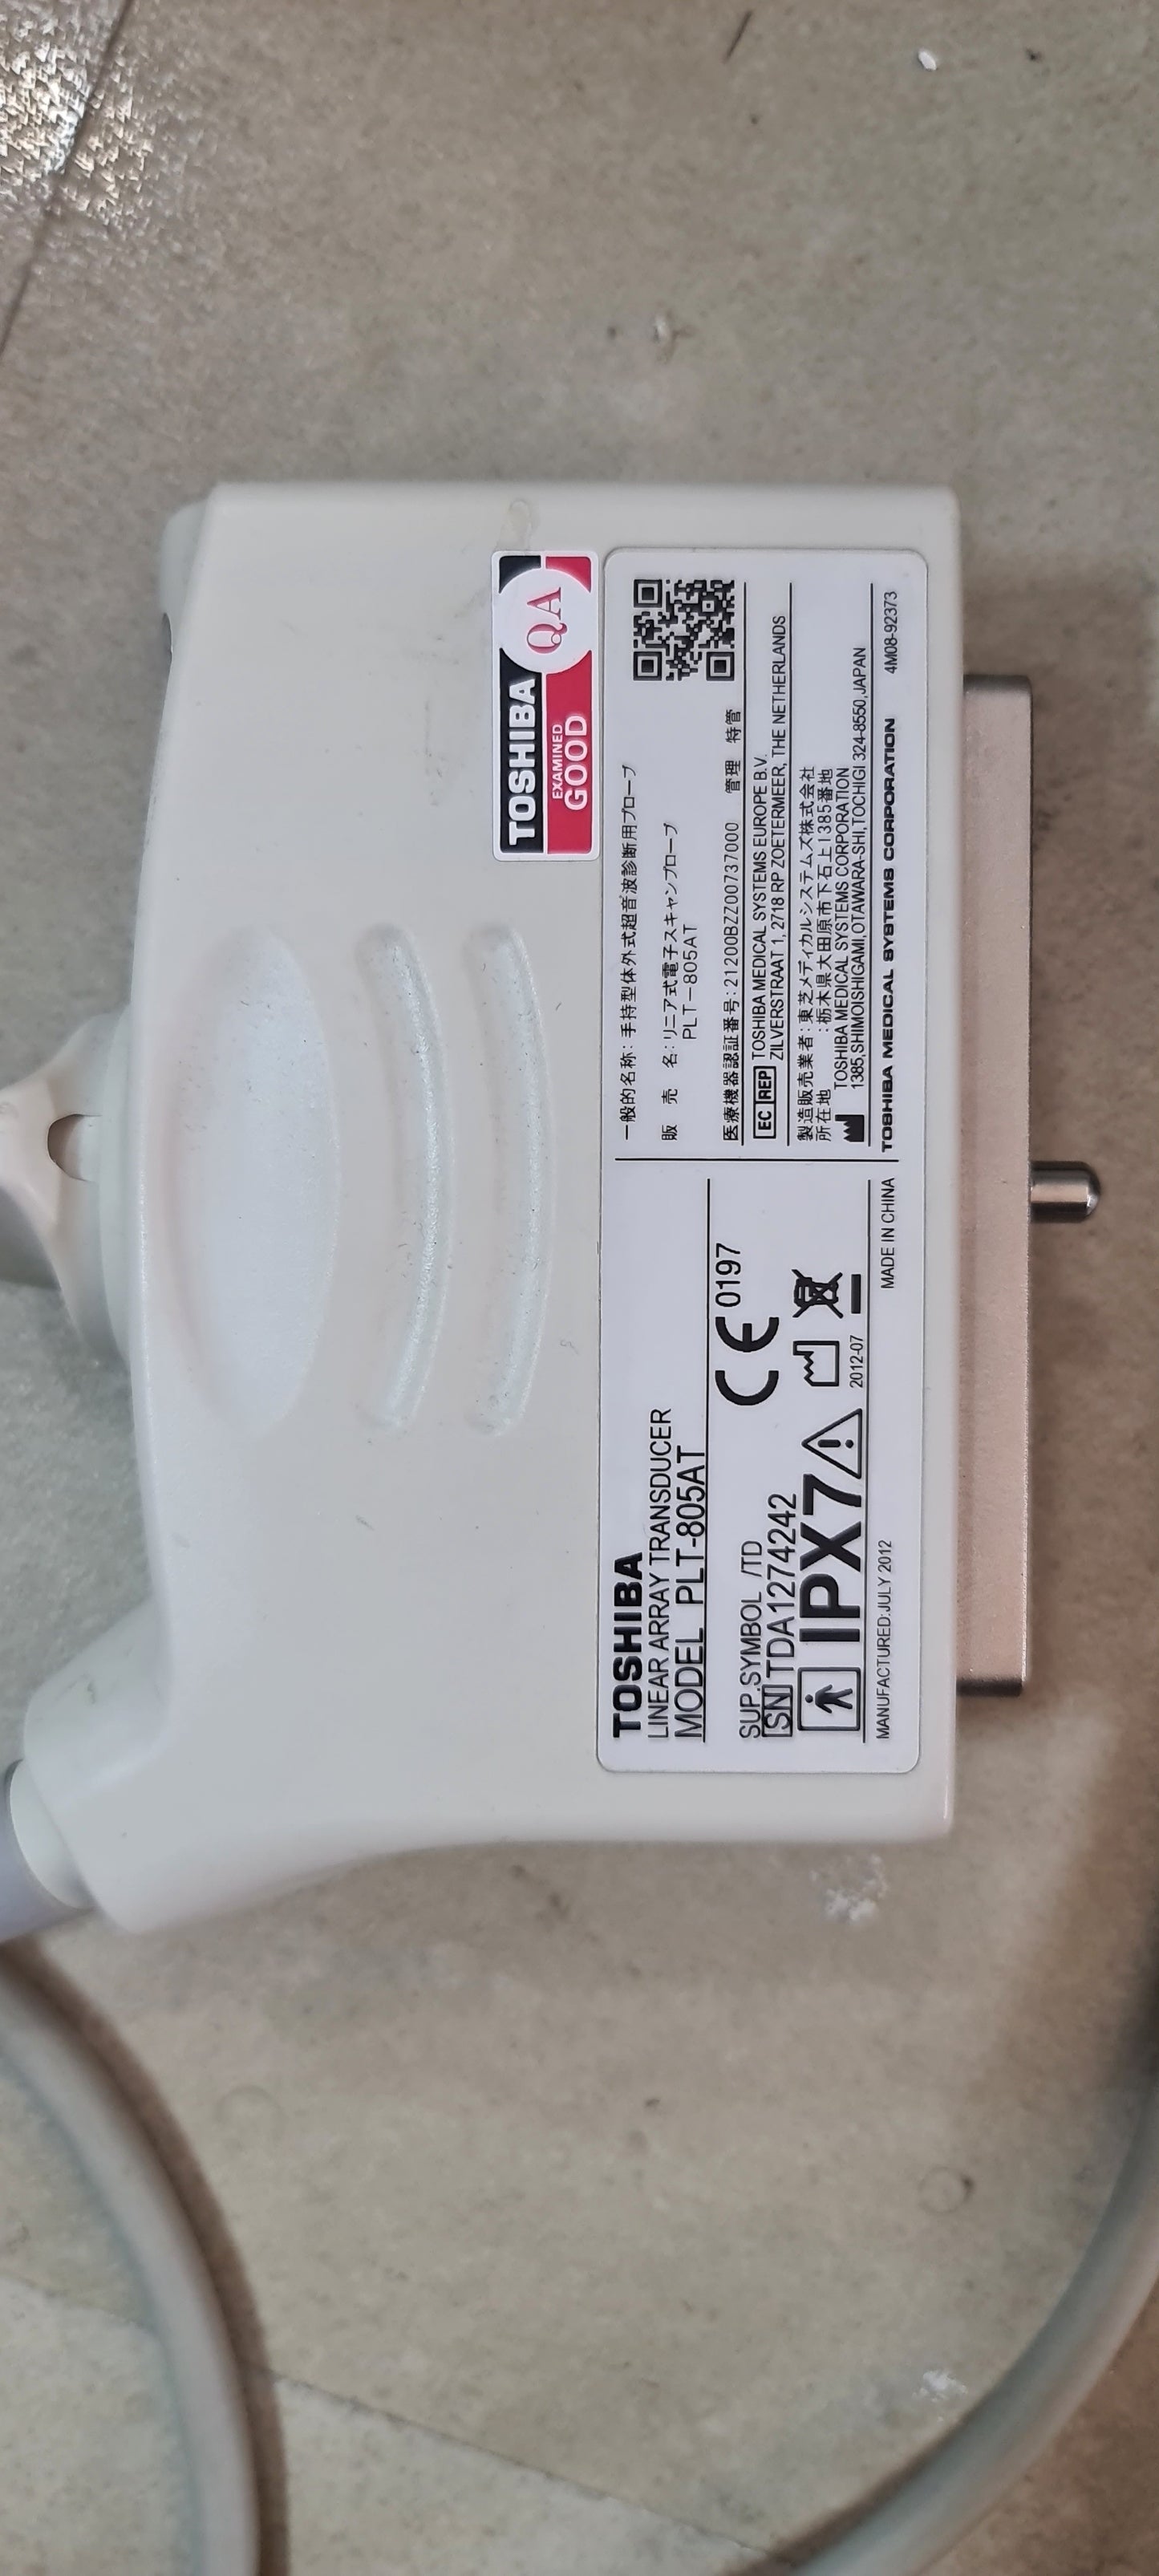 TOSHIBA
EXAMINED
GOOD
QA
TOSHIBA
LINEAR ARRAY TRANSDUCER
MODEL PLT-805AT
SUP.SYMBOL /TD
SN TDA1274242
IPX7
CE 0197
2012-07
MANUFACTURED:JULY 2012
MADE IN CHINA
一般的名称: 手持型体外式超音波診断用プローブ
販 売 名: リニア式電子スキャンプローブ
PLT-805AT
医療機器認証番号:21200BZZ00737000 管理 特管
EC REP TOSHIBA MEDICAL SYSTEMS EUROPE B.V.
ZILVERSTRAAT 1, 2718 RP ZOETERMEER, THE NETHERLANDS
製造販売業者:東芝メディカルシステムズ株式会社
所在地 :栃木県大田原市下石上1385番地
TOSHIBA MEDICAL SYSTEMS CORPORATION
1385,SHIMOISHIGAMI,OTAWARA-SHI,TOCHIGI 324-8550,JAPAN
TOSHIBA MEDICAL SYSTEMS CORPORATION 4M08-92373